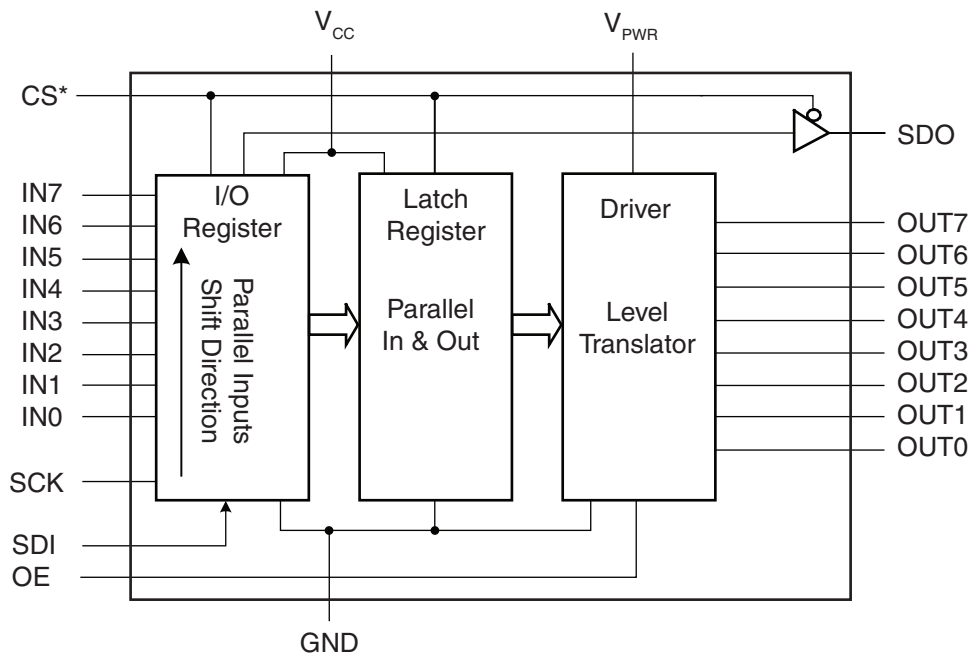 V_CC
V_PWR
CS*
SDO
IN7
IN6
IN5
IN4
IN3
IN2
IN1
IN0
SCK
SDI
OE
I/O
Register
Parallel Inputs
Shift Direction
Latch
Register
Parallel
In & Out
Driver
Level
Translator
OUT7
OUT6
OUT5
OUT4
OUT3
OUT2
OUT1
OUT0
GND